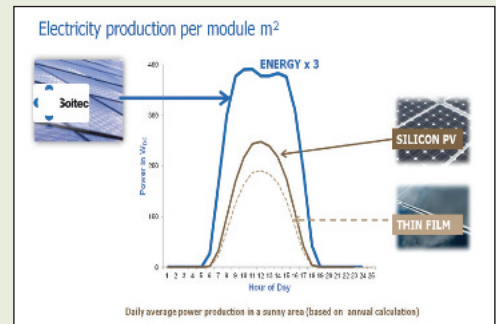 Electricity production per module m²
Soitec
ENERGY x 3
SILICON PV
THIN FILM
Power in W
300
200
100
0
1 2 3 4 5 6 7 8 9 10 11 12 13 14 15 16 17 18 19 20 21 22 23 24 25
Hour of Day
Daily average power production in a sunny area (based on annual calculation)